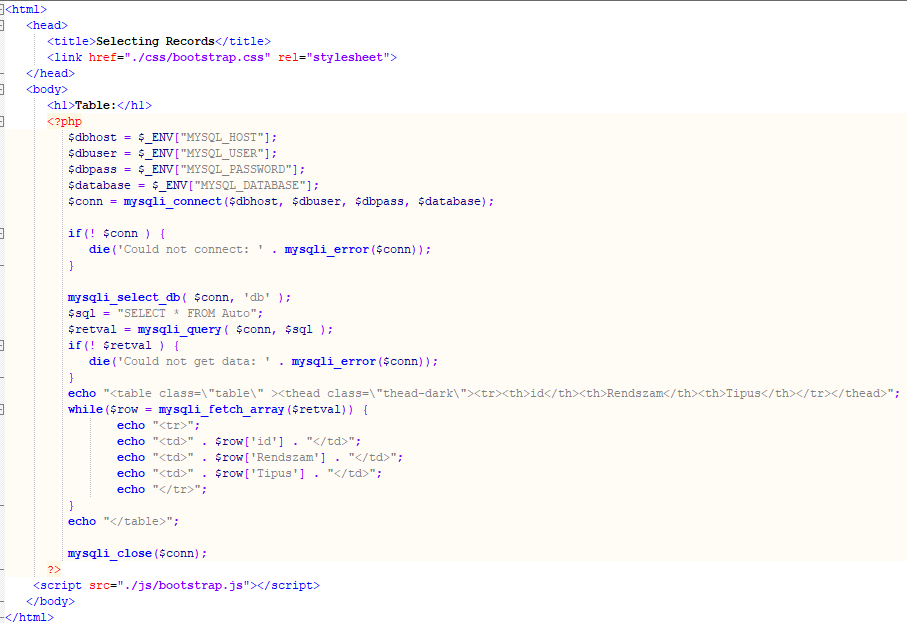 <html>
<head>
<title>Selecting Records</title>
<link href="./css/bootstrap.css" rel="stylesheet">
</head>
<body>
<h1>Table:</h1>
<?php
$dbhost = $_ENV["MYSQL_HOST"];
$dbuser = $_ENV["MYSQL_USER"];
$dbpass = $_ENV["MYSQL_PASSWORD"];
$database = $_ENV["MYSQL_DATABASE"];
$conn = mysqli_connect($dbhost, $dbuser, $dbpass, $database);
if(! $conn ) {
die('Could not connect: ' . mysqli_error($conn));
}
mysqli_select_db( $conn, 'db' );
$sql = "SELECT * FROM Auto";
$retval = mysqli_query( $conn, $sql );
if(! $retval ) {
die('Could not get data: ' . mysqli_error($conn));
}
echo "<table class=\"table\" ><thead class=\"thead-dark\"><tr><th>id</th><th>Rendszam</th><th>Tipus</th></tr></thead>";
while($row = mysqli_fetch_array($retval)) {
echo "<tr>";
echo "<td>" . $row['id'] . "</td>";
echo "<td>" . $row['Rendszam'] . "</td>";
echo "<td>" . $row['Tipus'] . "</td>";
echo "</tr>";
}
echo "</table>";
mysqli_close($conn);
?>
<script src="./js/bootstrap.js"></script>
</body>
</html>